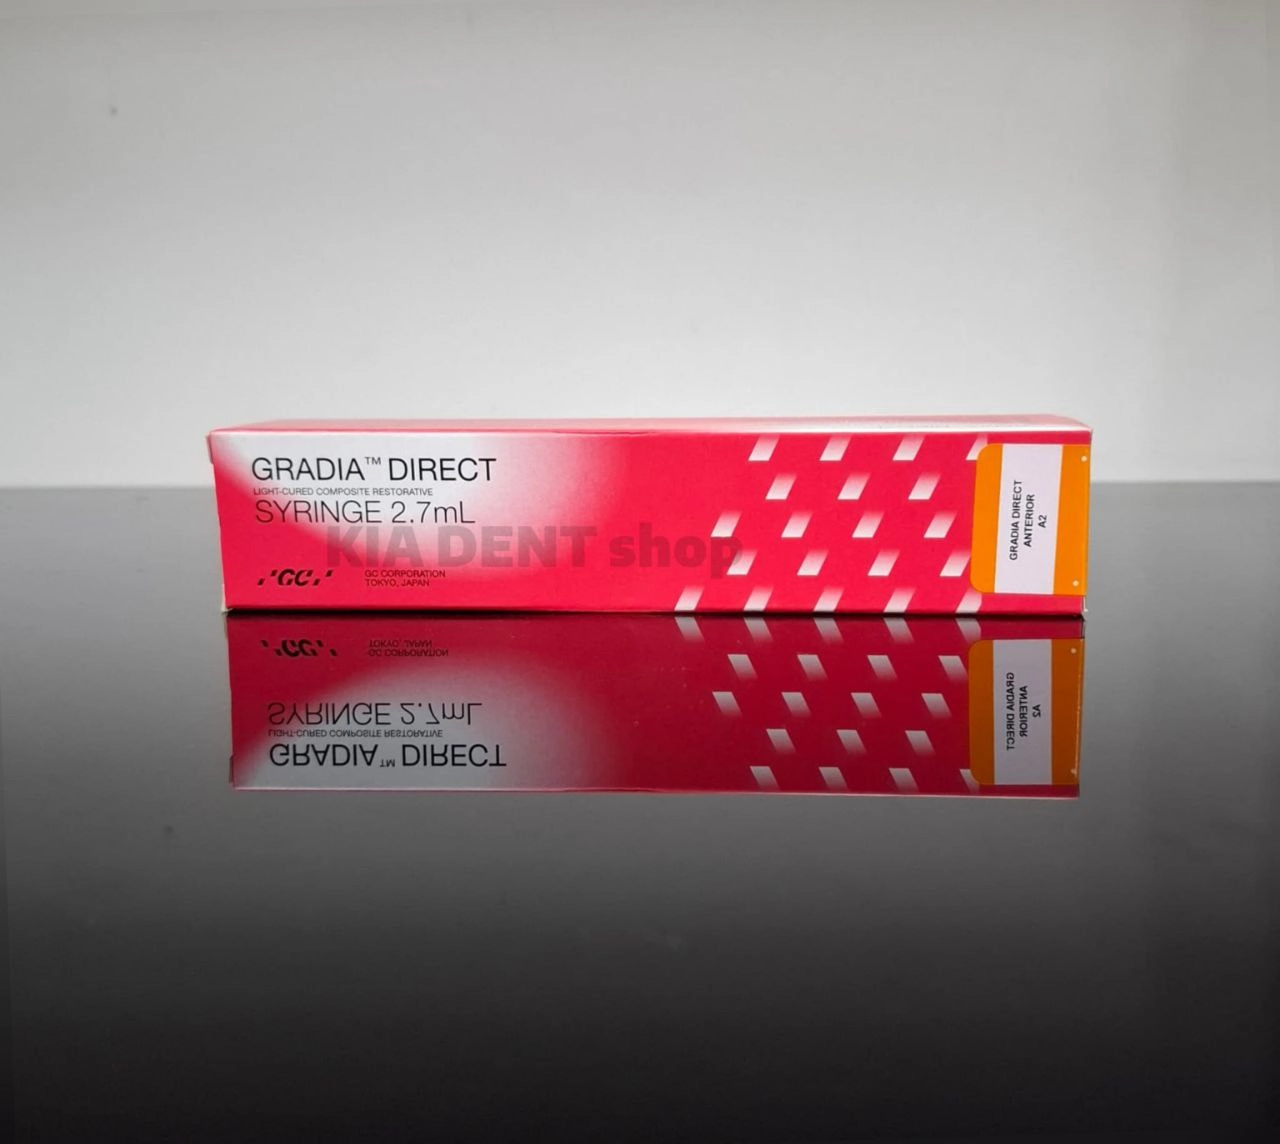 GRADIA™ DIRECT
LIGHT-CURED COMPOSITE RESTORATIVE
SYRINGE 2.7mL
KIA DENT shop
GC
GC CORPORATION
TOKYO, JAPAN
GRADIA DIRECT
ANTERIOR
A2